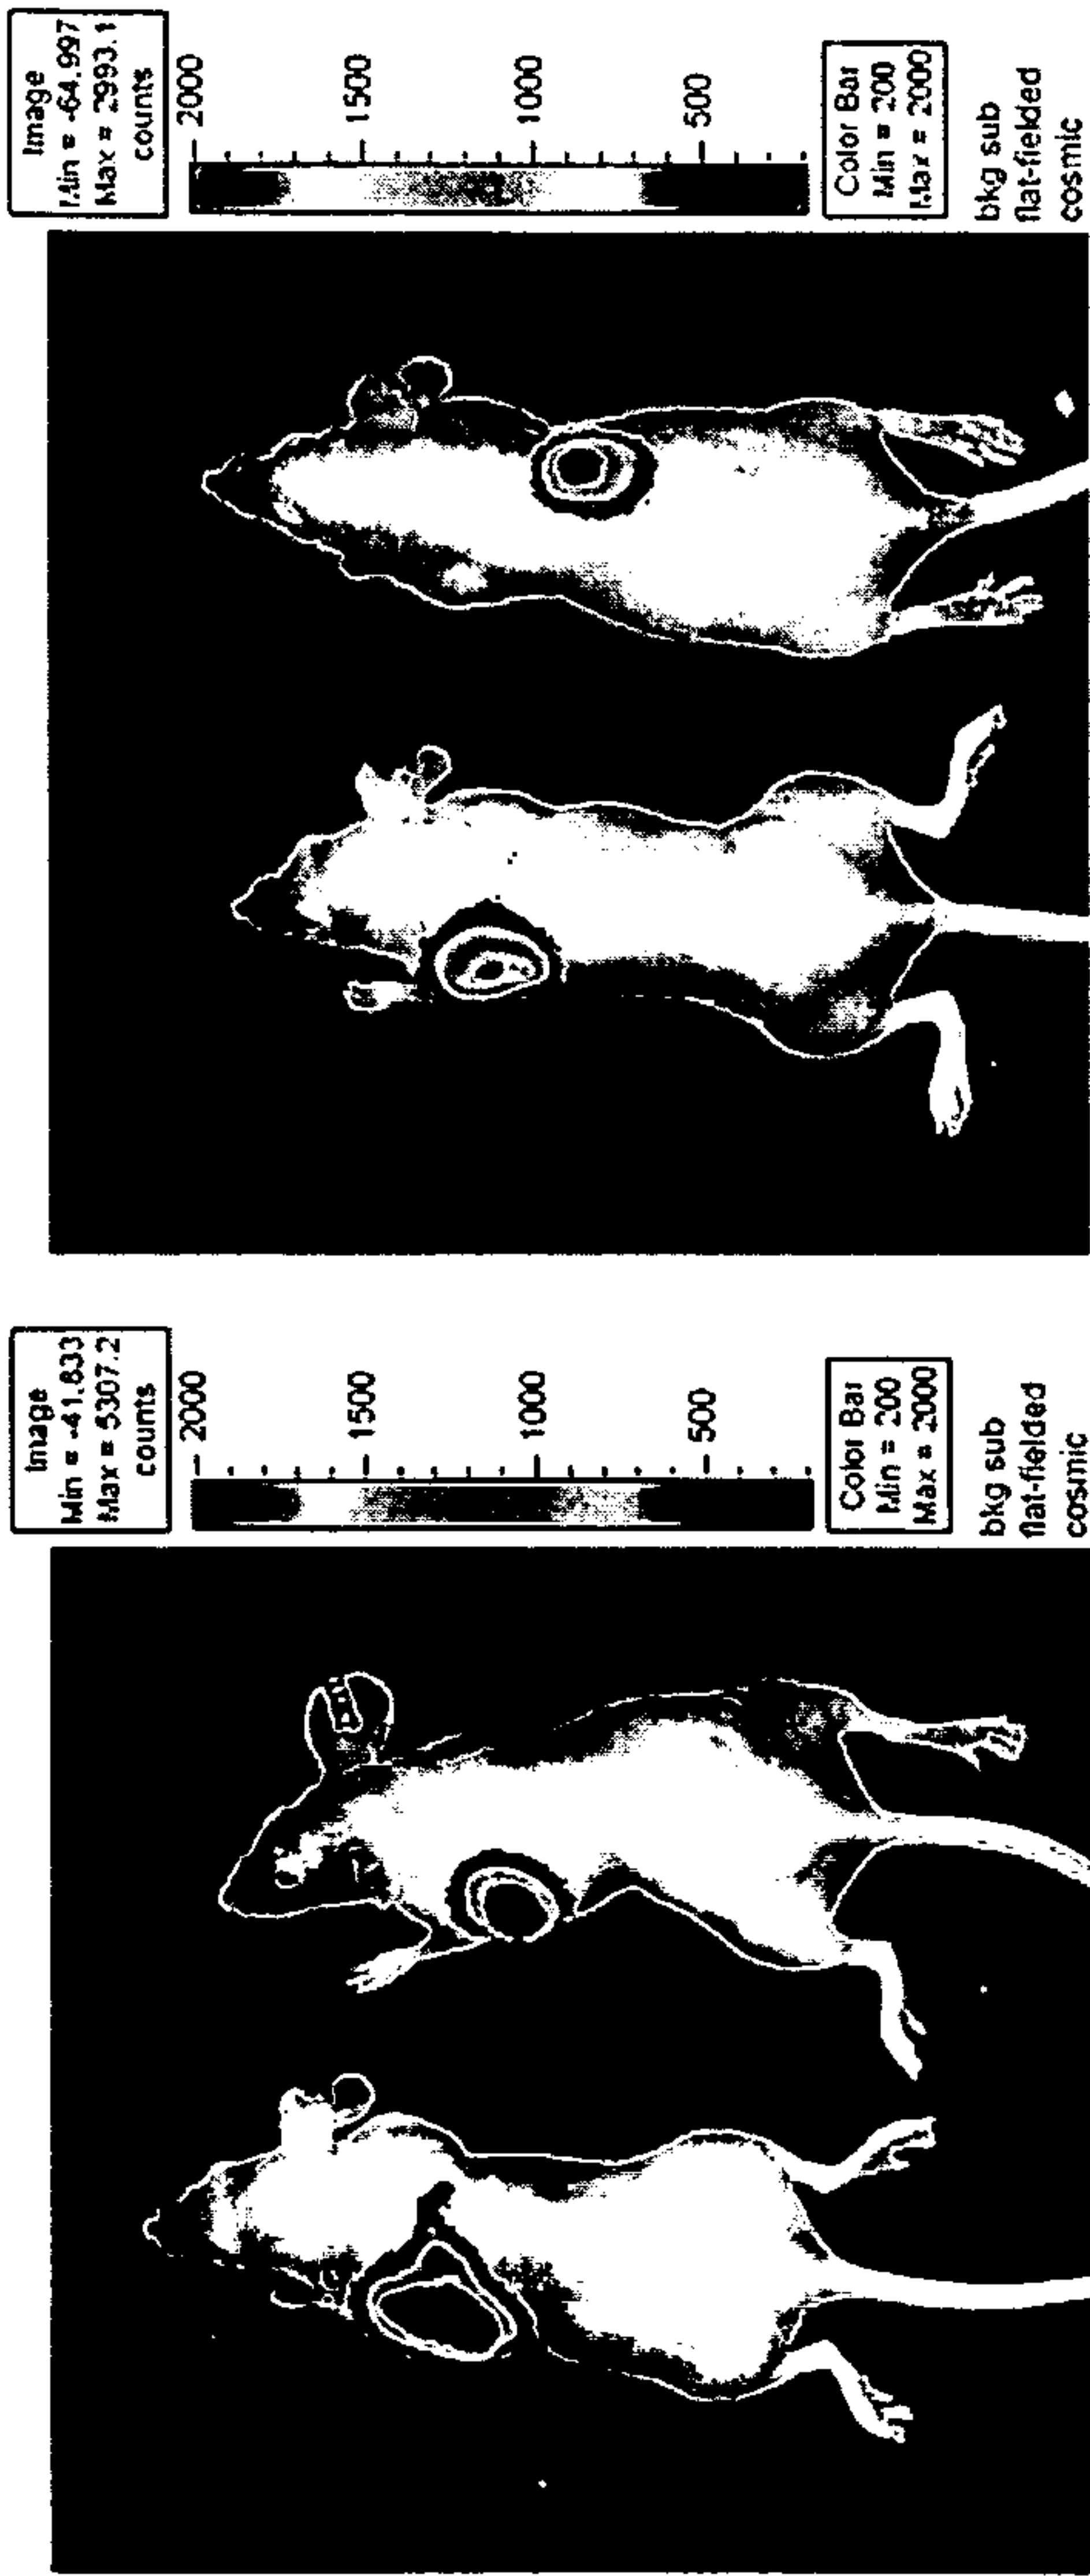 Image
Min = -64.997
Max = 2993.1
counts
2000
1500
1000
500
Color Bar
Min = 200
Max = 2000
bkg sub
flat-fielded
cosmic
Image
Min = -41.833
Max = 5307.2
counts
2000
1500
1000
500
Color Bar
Min = 200
Max = 2000
bkg sub
flat-fielded
cosmic